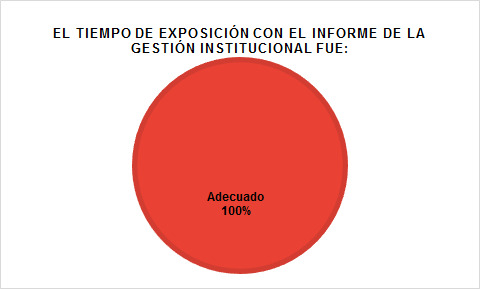 EL TIEMPO DE EXPOSICIÓN CON EL INFORME DE LA
GESTIÓN INSTITUCIONAL FUE:
Adecuado
100%